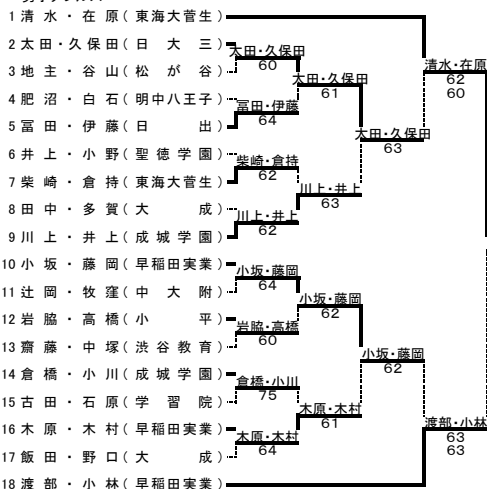 1 清水・在原(東海大菅生)
2 太田・久保田(日大三)
3 地主・谷山(松が谷)
4 肥沼・白石(明中八王子)
5 冨田・伊藤(日出)
6 井上・小野(聖徳学園)
7 柴崎・倉持(東海大菅生)
8 田中・多賀(大成)
9 川上・井上(成城学園)
10 小坂・藤岡(早稲田実業)
11 辻岡・牧窪(中大附)
12 岩脇・高橋(小平)
13 齋藤・中塚(渋谷教育)
14 倉橋・小川(成城学園)
15 古田・石原(学習院)
16 木原・木村(早稲田実業)
17 飯田・野口(大成)
18 渡部・小林(早稲田実業)
太田・久保田
60
冨田・伊藤
64
柴崎・倉持
62
川上・井上
62
小坂・藤岡
64
岩脇・高橋
60
倉橋・小川
75
木原・木村
64
太田・久保田
61
川上・井上
63
小坂・藤岡
62
木原・木村
61
太田・久保田
63
小坂・藤岡
62
清水・在原
62
60
渡部・小林
63
63